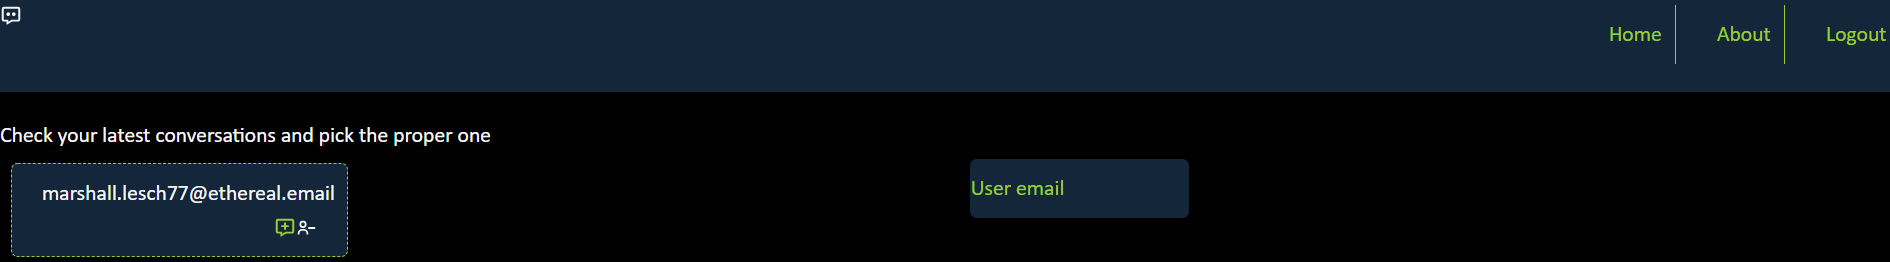 Home
About
Logout
Check your latest conversations and pick the proper one
marshall.lesch77@ethereal.email
User email